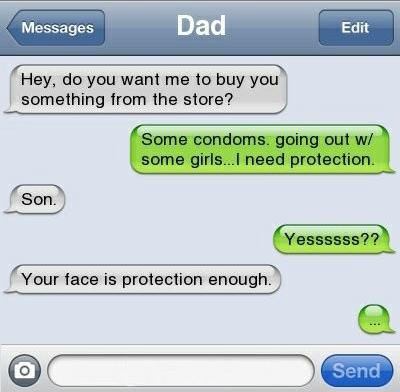 Messages
Dad
Edit
Hey, do you want me to buy you
something from the store?
Some condoms. going out w/
some girls...I need protection.
Son.
Yessssss??
Your face is protection enough.
...
Send